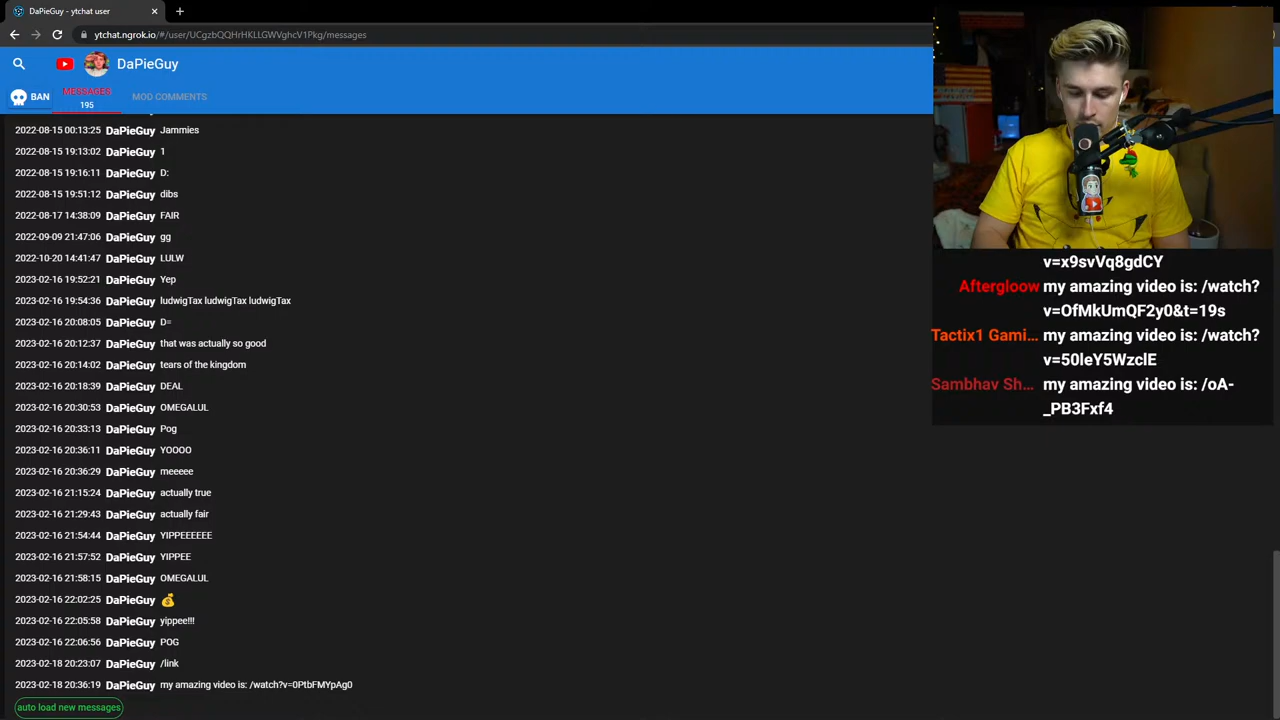 DaPieGuy - ytchat user
ytchat.ngrok.io/#/user/UCgzbQQHrHKLLGWVghcV1Pkg/messages
DaPieGuy
BAN
MESSAGES
195
MOD COMMENTS
2022-08-15 00:13:25 DaPieGuy Jammies
2022-08-15 19:13:02 DaPieGuy 1
2022-08-15 19:16:11 DaPieGuy D:
2022-08-15 19:51:12 DaPieGuy dibs
2022-08-17 14:38:09 DaPieGuy FAIR
2022-09-09 21:47:06 DaPieGuy gg
2022-10-20 14:41:47 DaPieGuy LULW
2023-02-16 19:52:21 DaPieGuy Yep
2023-02-16 19:54:36 DaPieGuy ludwigTax ludwigTax ludwigTax
2023-02-16 20:08:05 DaPieGuy D=
2023-02-16 20:12:37 DaPieGuy that was actually so good
2023-02-16 20:14:02 DaPieGuy tears of the kingdom
2023-02-16 20:18:39 DaPieGuy DEAL
2023-02-16 20:30:53 DaPieGuy OMEGALUL
2023-02-16 20:33:13 DaPieGuy Pog
2023-02-16 20:36:11 DaPieGuy YOOOO
2023-02-16 20:36:29 DaPieGuy meeeee
2023-02-16 21:15:24 DaPieGuy actually true
2023-02-16 21:29:43 DaPieGuy actually fair
2023-02-16 21:54:44 DaPieGuy YIPPEEEEEE
2023-02-16 21:57:52 DaPieGuy YIPPEE
2023-02-16 21:58:15 DaPieGuy OMEGALUL
2023-02-16 22:02:25 DaPieGuy 💰
2023-02-16 22:05:58 DaPieGuy yippee!!!
2023-02-16 22:06:56 DaPieGuy POG
2023-02-18 20:23:07 DaPieGuy /link
2023-02-18 20:36:19 DaPieGuy my amazing video is: /watch?v=0PtbFMYpAg0
auto load new messages
v=x9svVq8gdCY
Aftergloow my amazing video is: /watch?
v=OfMkUmQF2y0&t=19s
Tactix1 Gami... my amazing video is: /watch?
v=50leY5WzclE
Sambhav Sh... my amazing video is: /oA-
_PB3Fxf4